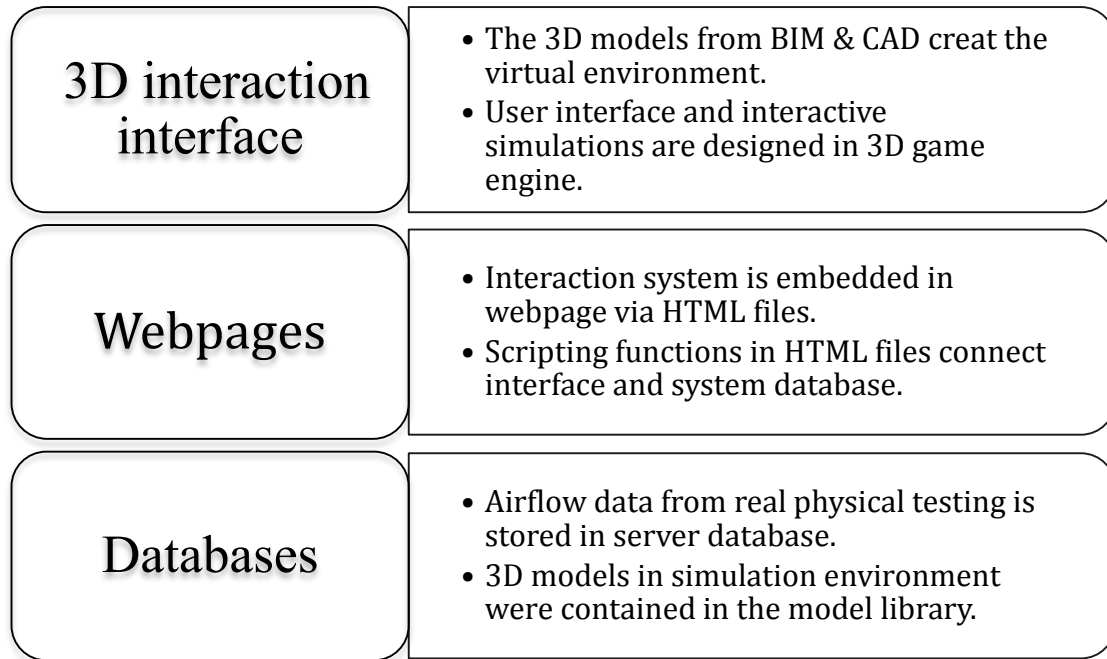 3D interaction
interface
• The 3D models from BIM & CAD creat the
virtual environment.
• User interface and interactive
simulations are designed in 3D game
engine.
Webpages
• Interaction system is embedded in
webpage via HTML files.
• Scripting functions in HTML files connect
interface and system database.
Databases
• Airflow data from real physical testing is
stored in server database.
• 3D models in simulation environment
were contained in the model library.